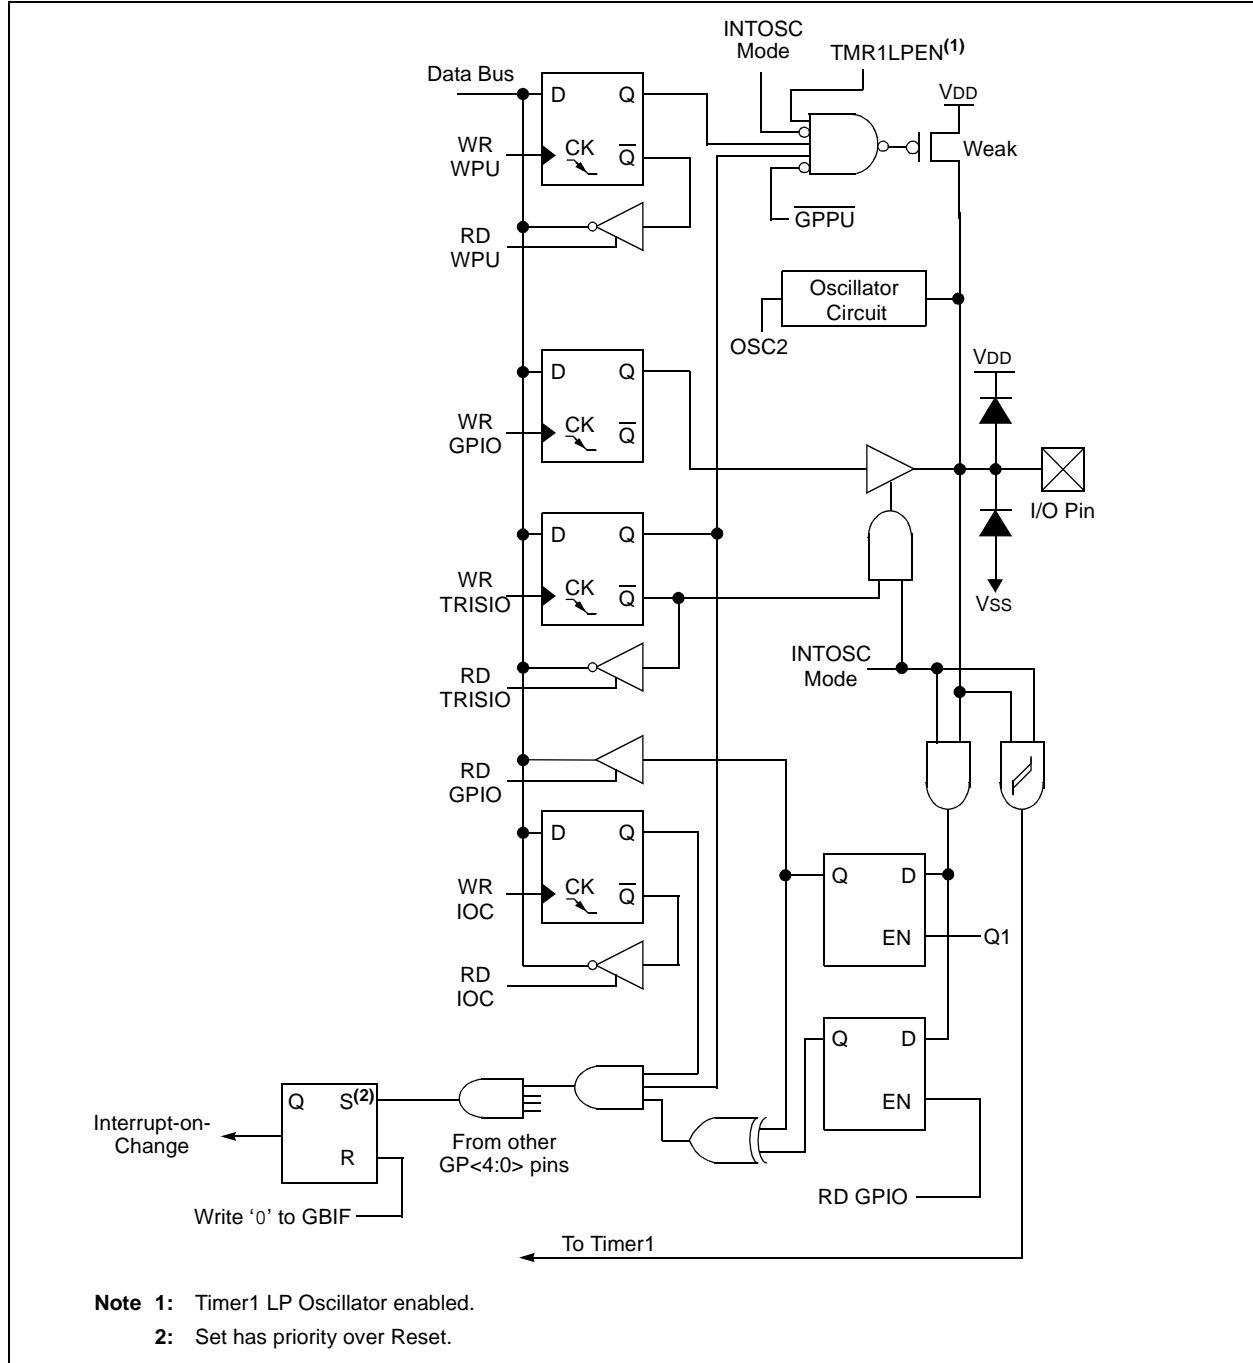 INTOSC
Mode
TMR1LPEN(1)
Data Bus
VDD
D Q
WR
WPU
CK Q
Weak
RD
WPU
GPPU
Oscillator
Circuit
OSC2
VDD
D Q
WR
GPIO
CK Q
I/O Pin
D Q
WR
TRISIO
CK Q
VSS
INTOSC
Mode
RD
TRISIO
RD
GPIO
D Q
WR
IOC
CK Q
Q D
EN
Q1
RD
IOC
Q D
EN
Q S(2)
R
Interrupt-on-
Change
From other
GP<4:0> pins
RD GPIO
Write ‘0’ to GBIF
To Timer1
Note 1: Timer1 LP Oscillator enabled.
2: Set has priority over Reset.